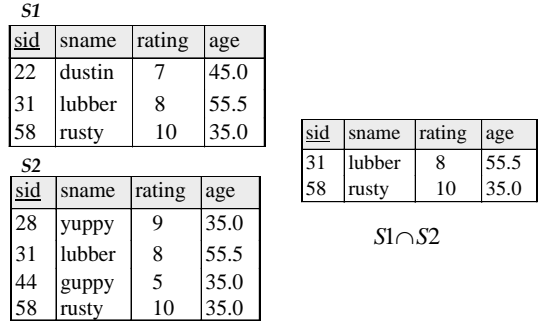 S1
sid sname rating age
22 dustin 7 45.0
31 lubber 8 55.5
58 rusty 10 35.0
S2
sid sname rating age
28 yuppy 9 35.0
31 lubber 8 55.5
44 guppy 5 35.0
58 rusty 10 35.0
sid sname rating age
31 lubber 8 55.5
58 rusty 10 35.0
S1∩S2